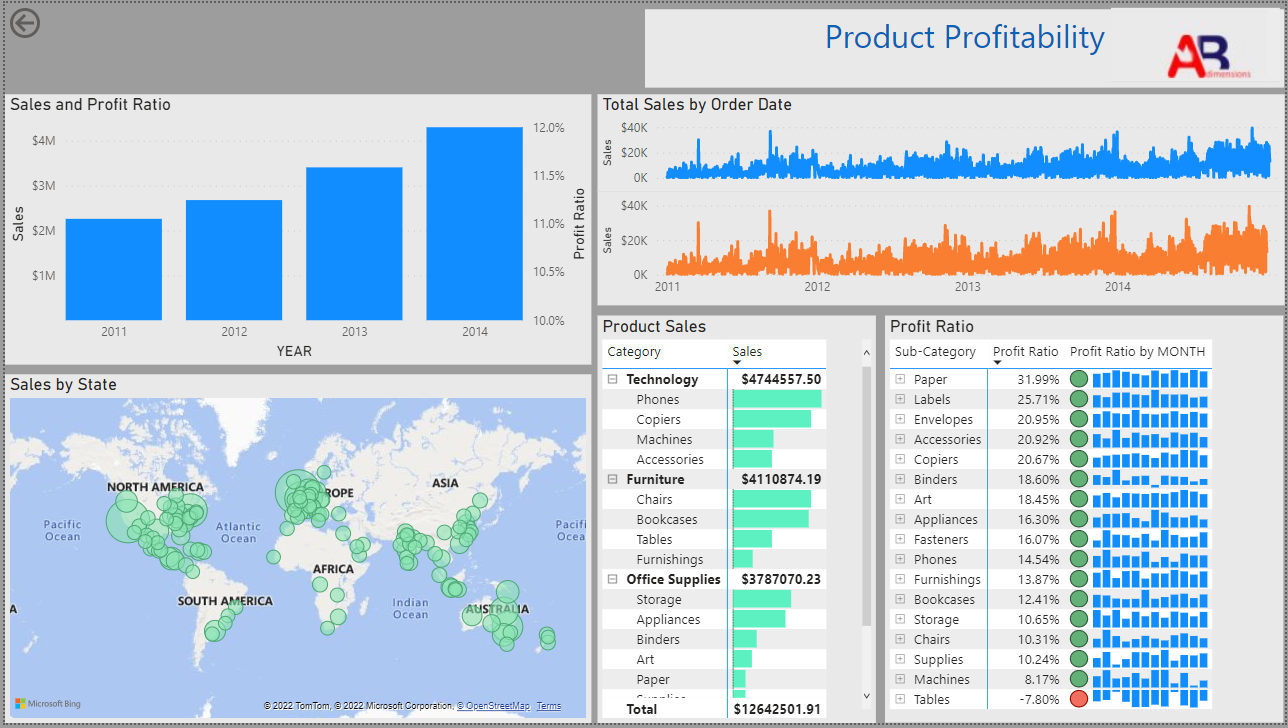 Product Profitability
AR
dimensions
Sales and Profit Ratio
$4M
$3M
$2M
$1M
Sales
12.0%
11.5%
11.0%
10.5%
10.0%
Profit Ratio
2011 2012 2013 2014
YEAR
Total Sales by Order Date
Sales
$40K
$20K
0K
Sales
$40K
$20K
0K
2011 2012 2013 2014
Sales by State
NORTH AMERICA
ROPE
ASIA
Pacific
Ocean
Atlantic
Ocean
Pacifi
Ocea
AFRICA
SOUTH AMERICA
Indian
Ocean
AUSTRALIA
A
Microsoft Bing
© 2022 TomTom, © 2022 Microsoft Corporation, © OpenStreetMap Terms
Product Sales
Category Sales
Technology $4744557.50
Phones
Copiers
Machines
Accessories
Furniture $4110874.19
Chairs
Bookcases
Tables
Furnishings
Office Supplies $3787070.23
Storage
Appliances
Binders
Art
Paper
Supplies
Total $12642501.91
Profit Ratio
Sub-Category Profit Ratio Profit Ratio by MONTH
Paper 31.99%
Labels 25.71%
Envelopes 20.95%
Accessories 20.92%
Copiers 20.67%
Binders 18.60%
Art 18.45%
Appliances 16.30%
Fasteners 16.07%
Phones 14.54%
Furnishings 13.87%
Bookcases 12.41%
Storage 10.65%
Chairs 10.31%
Supplies 10.24%
Machines 8.17%
Tables -7.80%